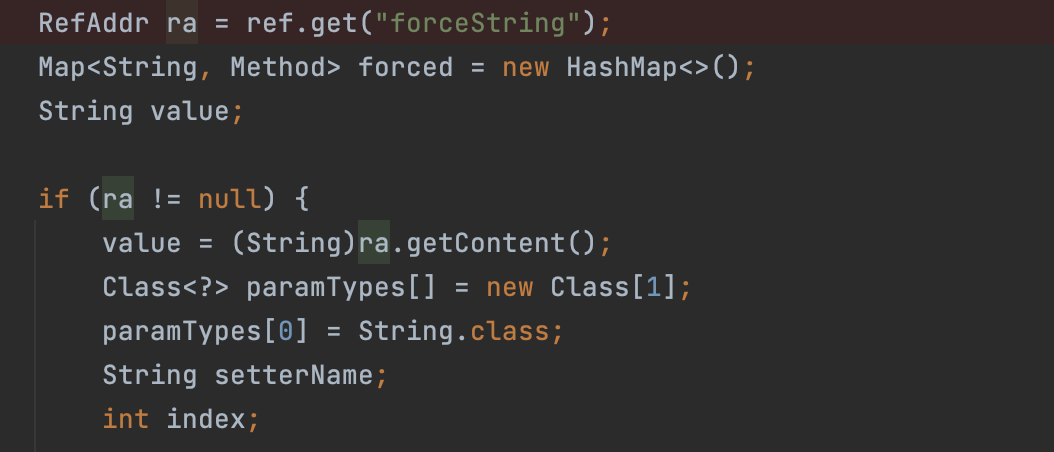 RefAddr ra = ref.get("forceString");
Map<String, Method> forced = new HashMap<>();
String value;
if (ra != null) {
value = (String)ra.getContent();
Class<?> paramTypes[] = new Class[1];
paramTypes[0] = String.class;
String setterName;
int index;